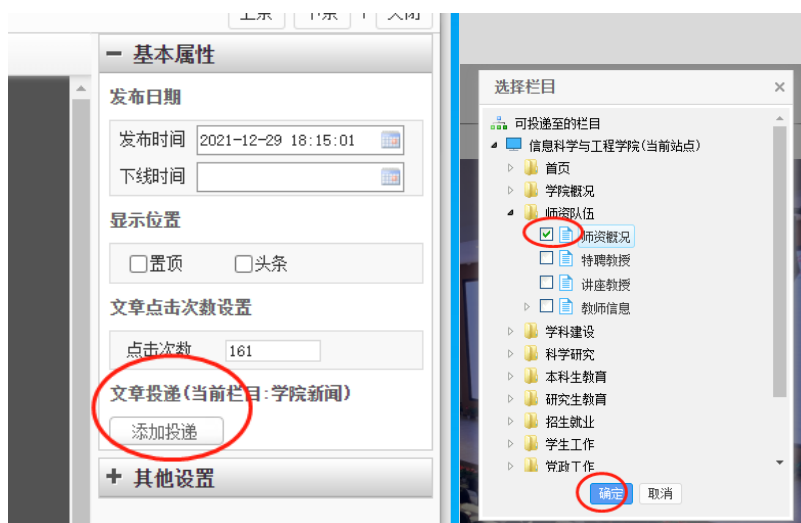 基本属性
发布日期
发布时间 2021-12-29 18:15:01
下线时间
显示位置
置顶 头条
文章点击次数设置
点击次数 161
文章投递(当前栏目:学院新闻)
添加投递
其他设置
选择栏目
可投递至的栏目
信息科学与工程学院(当前站点)
首页
学院概况
师资队伍
师资概况
特聘教授
讲座教授
教师信息
学科建设
科学研究
本科生教育
研究生教育
招生就业
学生工作
党政工作
确定 取消